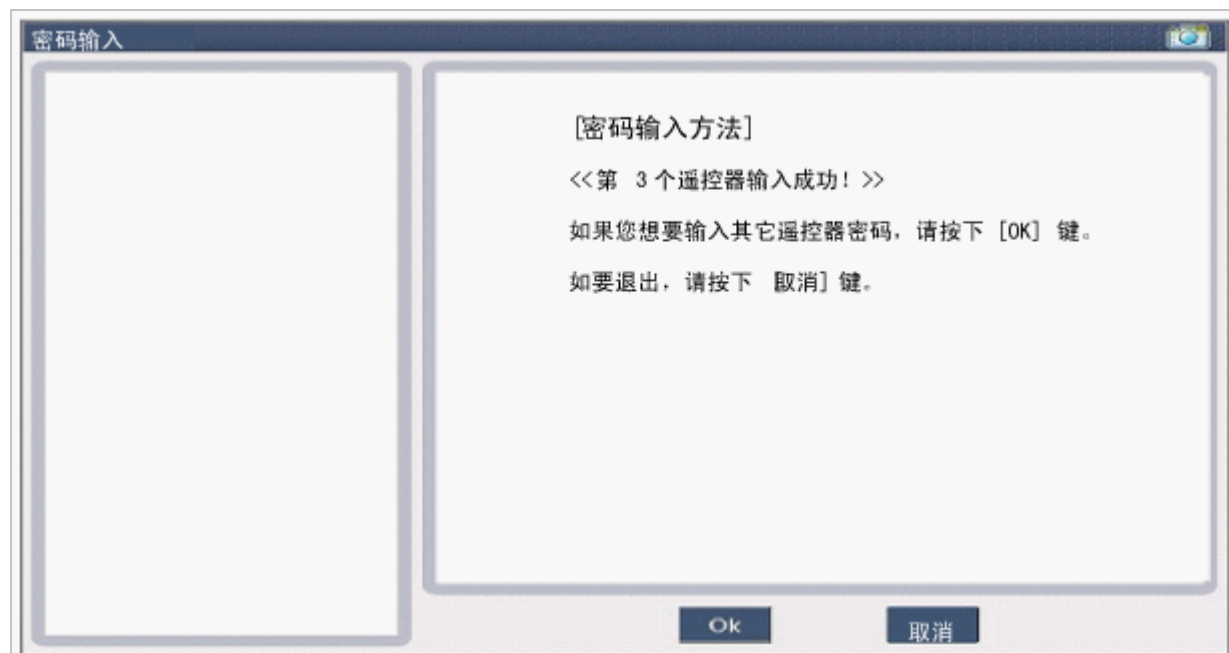 密码输入
[密码输入方法]
<<第 3个遥控器输入成功!>>
如果您想要输入其它遥控器密码，请按下 [OK] 键。
如要退出，请按下 取消] 键。
Ok
取消